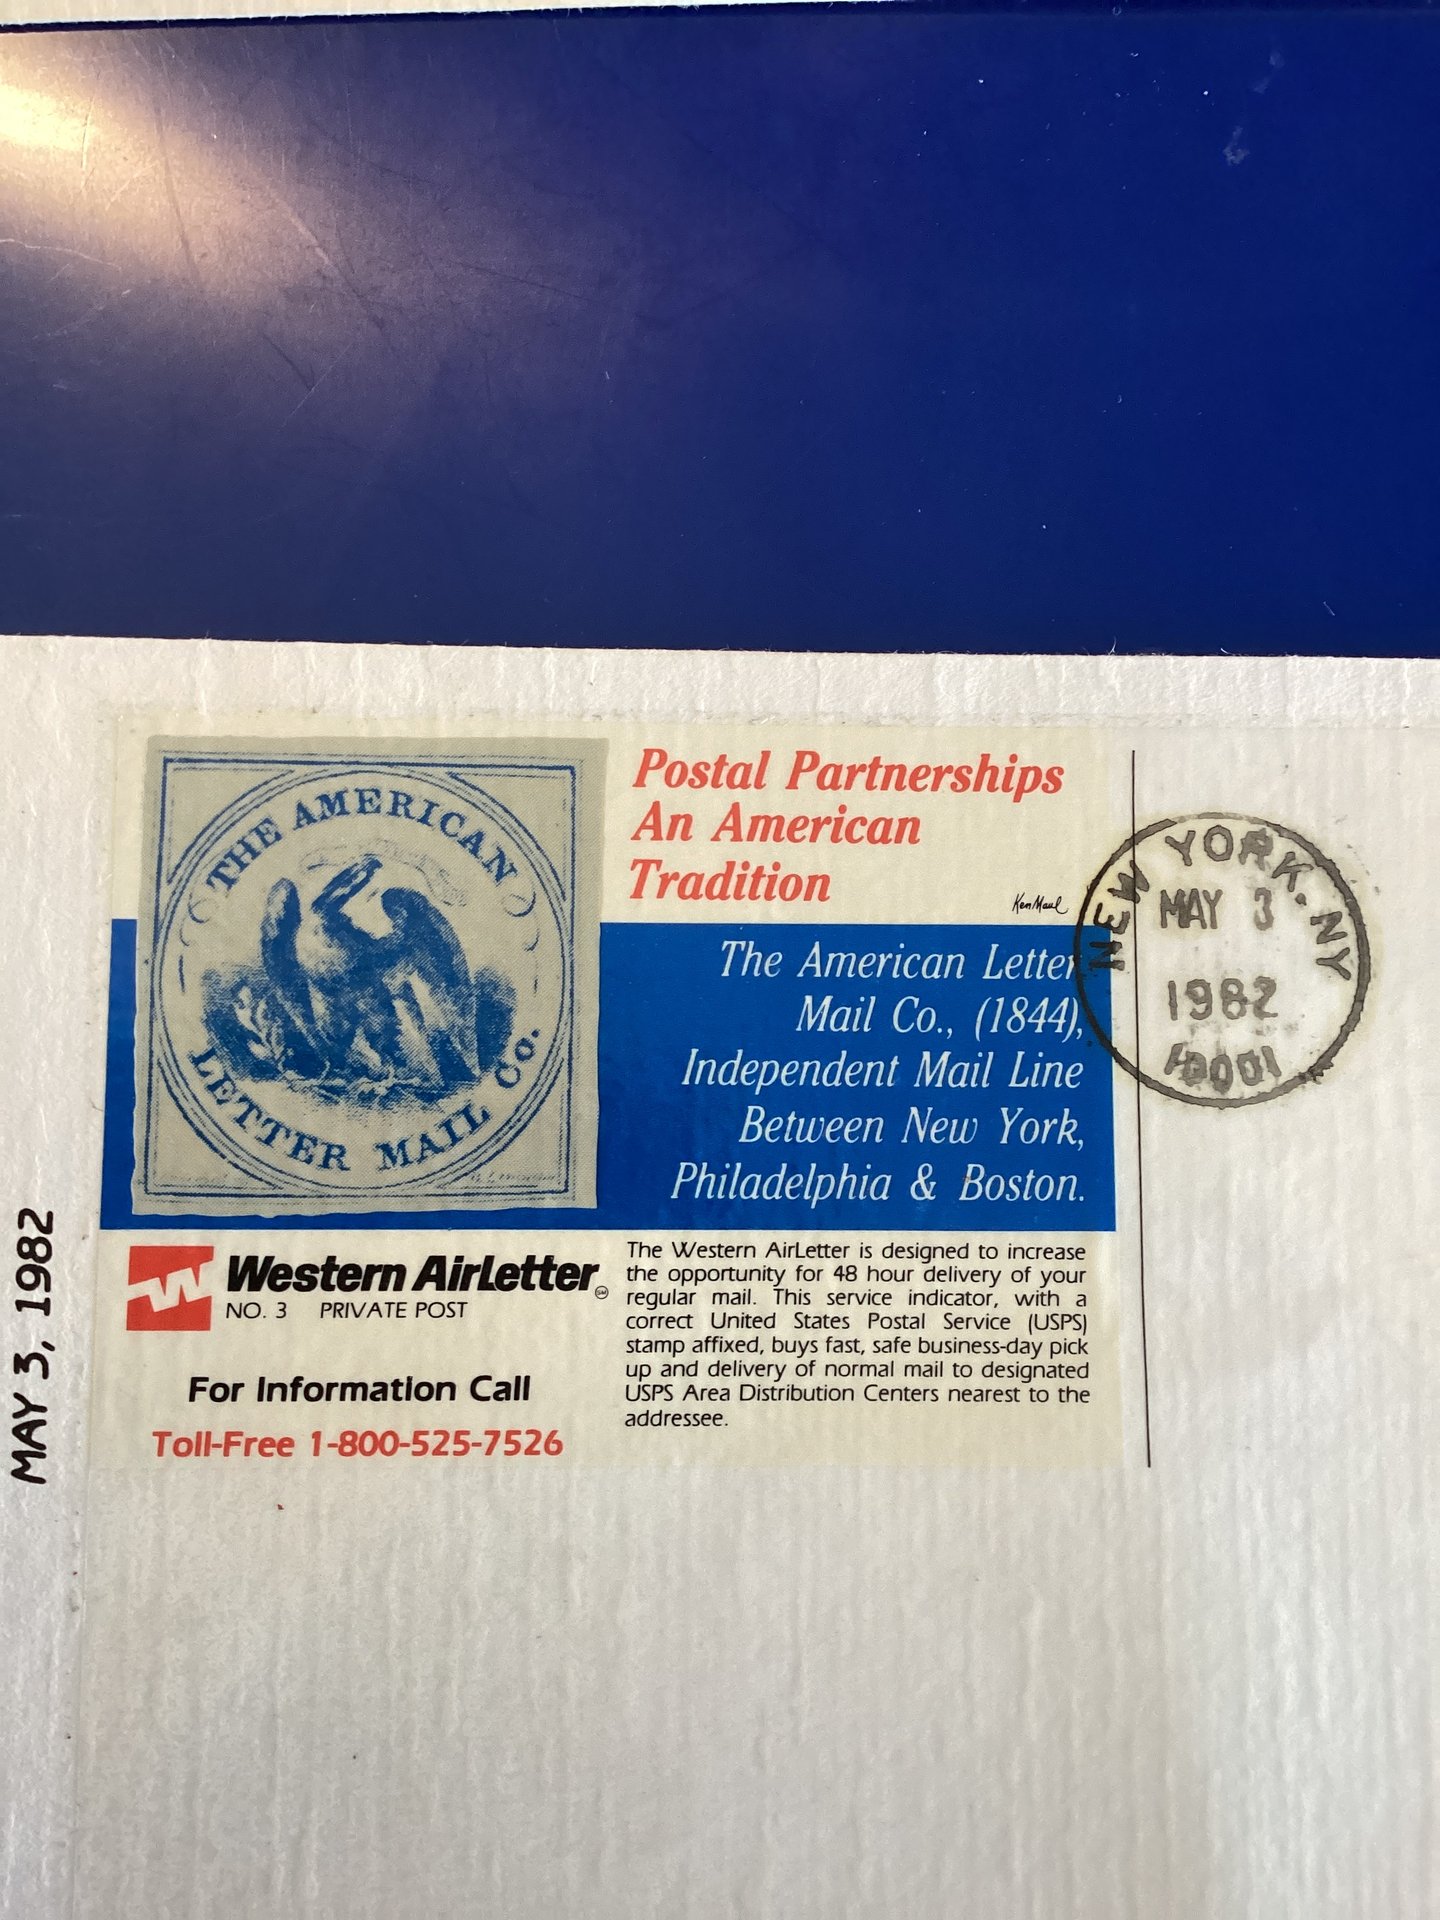 THE AMERICAN
LETTER MAIL Co.
Postal Partnerships
An American
Tradition
Ken Maul
The American Letter
Mail Co., (1844),
Independent Mail Line
Between New York,
Philadelphia & Boston.
NEW YORK, NY
MAY 3
1982
10001
Western AirLetter SM
NO. 3 PRIVATE POST
For Information Call
Toll-Free 1-800-525-7526
The Western AirLetter is designed to increase
the opportunity for 48 hour delivery of your
regular mail. This service indicator, with a
correct United States Postal Service (USPS)
stamp affixed, buys fast, safe business-day pick
up and delivery of normal mail to designated
USPS Area Distribution Centers nearest to the
addressee.
MAY 3, 1982